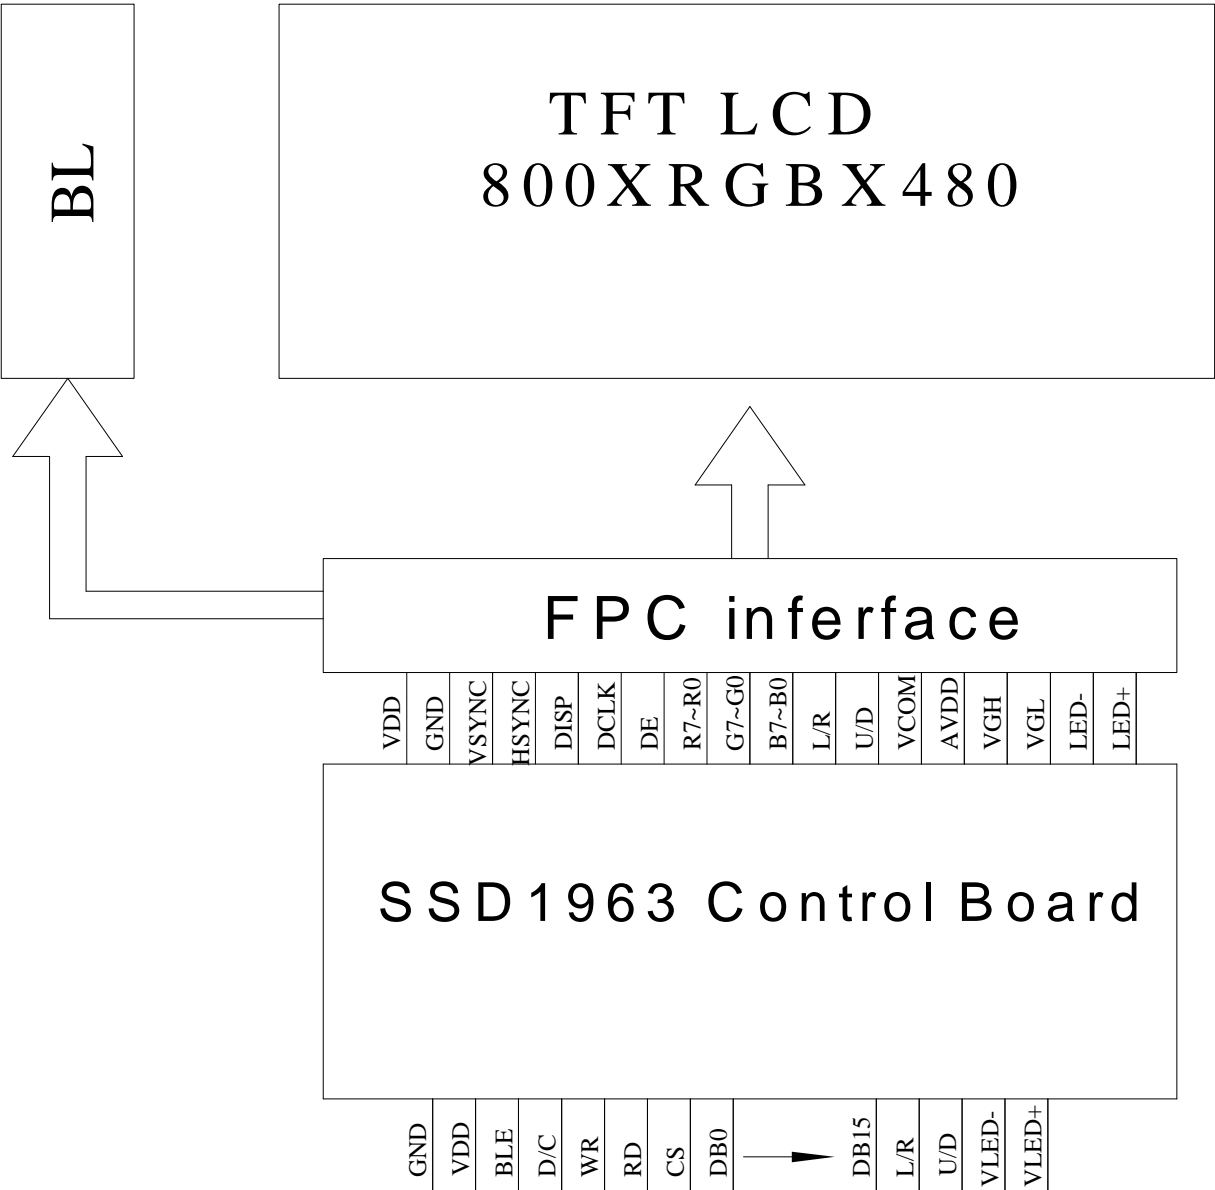 BL
TFT LCD
800XRGBX480
FPC inferface
VDD
GND
VSYNC
HSYNC
DISP
DCLK
DE
R7~R0
G7~G0
B7~B0
L/R
U/D
VCOM
AVDD
VGH
VGL
LED-
LED+
SSD1963 Control Board
GND
VDD
BLE
D/C
WR
RD
CS
DB0
DB15
L/R
U/D
VLED-
VLED+